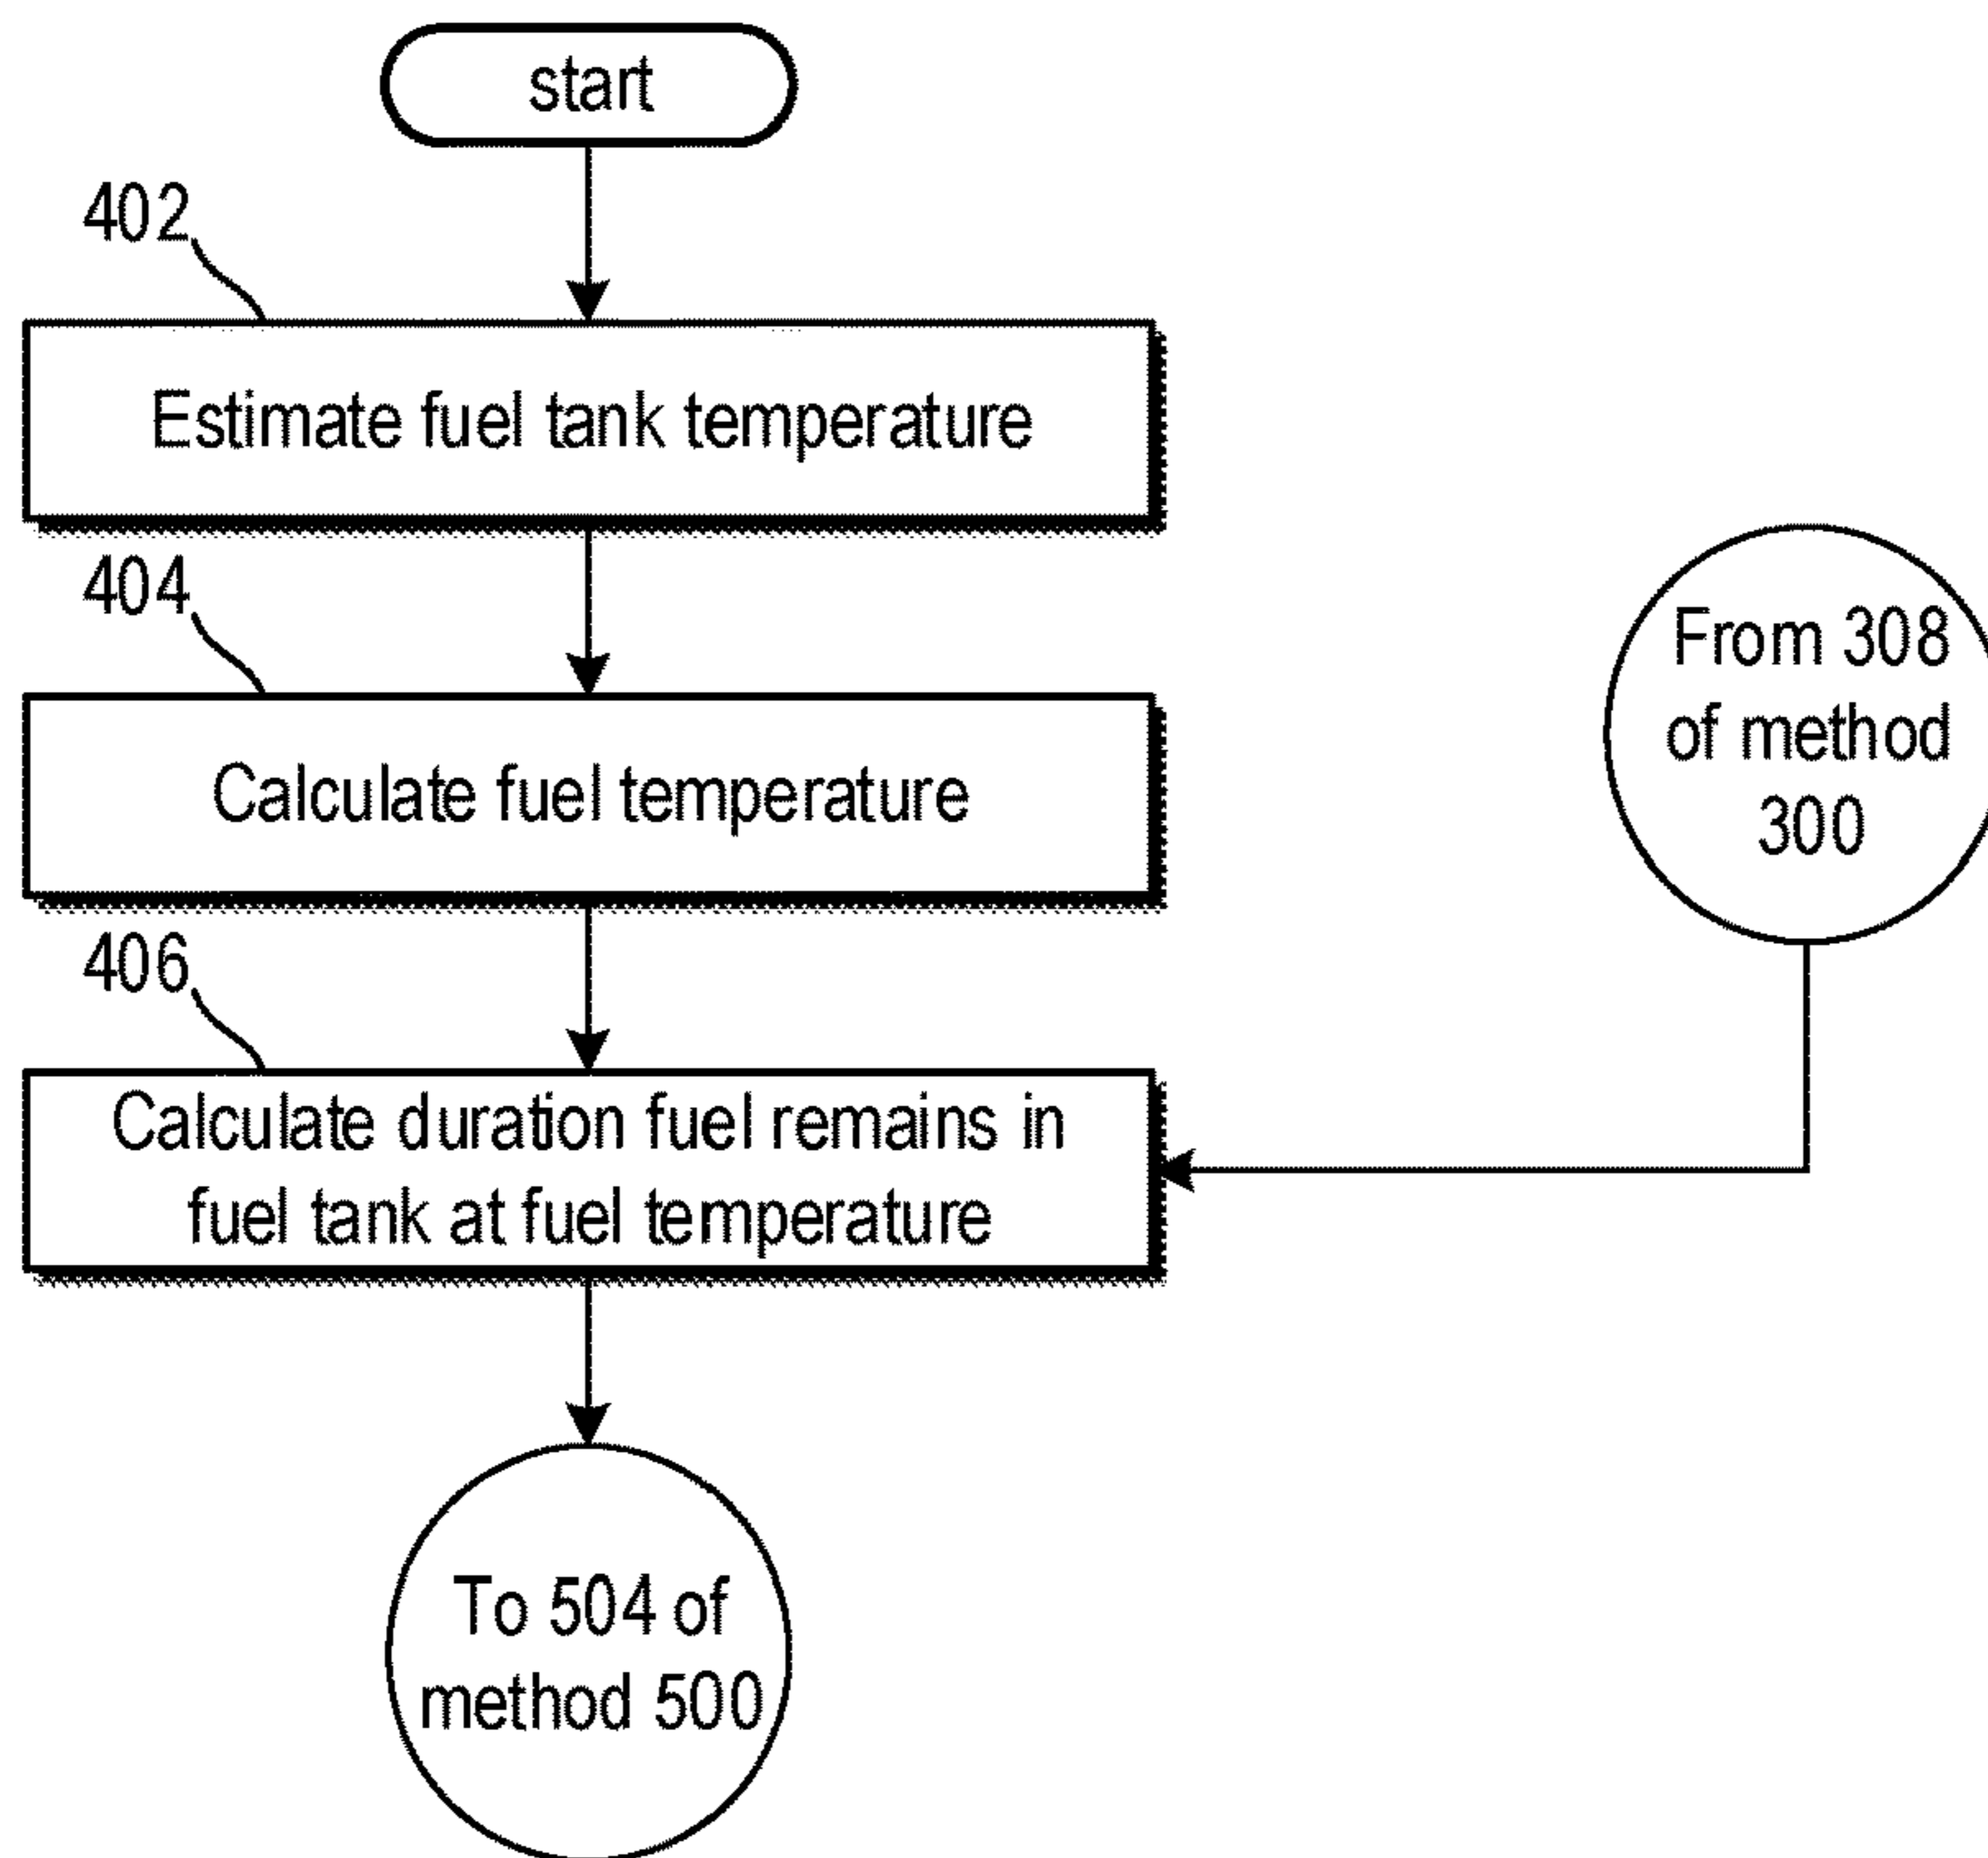 start
402
Estimate fuel tank temperature
404
Calculate fuel temperature
From 308
of method
300
406
Calculate duration fuel remains in
fuel tank at fuel temperature
To 504 of
method 500